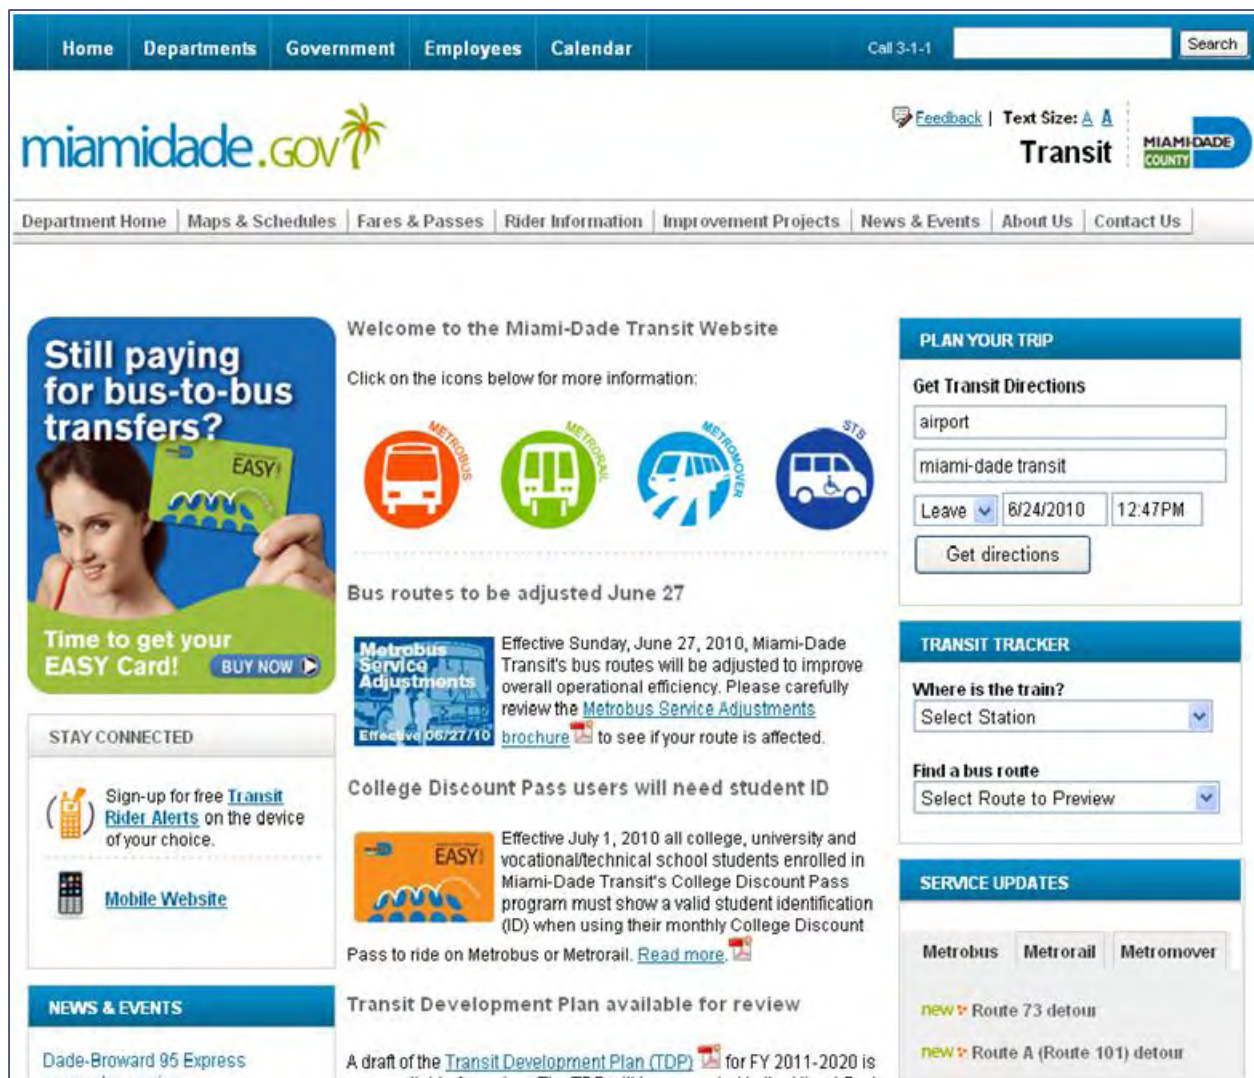 Home Departments Government Employees Calendar Call 3-1-1 Search
miamidade.gov
Feedback | Text Size: A A
Transit
MIAMI-DADE
COUNTY
Department Home | Maps & Schedules | Fares & Passes | Rider Information | Improvement Projects | News & Events | About Us | Contact Us
Still paying
for bus-to-bus
transfers?
EASY
Time to get your
EASY Card! BUY NOW
STAY CONNECTED
Sign-up for free Transit
Rider Alerts on the device
of your choice.
Mobile Website
NEWS & EVENTS
Dade-Broward 95 Express
Welcome to the Miami-Dade Transit Website
Click on the icons below for more information:
METROBUS METRORAIL METROMOVER STS
Bus routes to be adjusted June 27
Metrobus
Service
Adjustments
Effective 06/27/10
Effective Sunday, June 27, 2010, Miami-Dade
Transit's bus routes will be adjusted to improve
overall operational efficiency. Please carefully
review the Metrobus Service Adjustments
brochure to see if your route is affected.
College Discount Pass users will need student ID
EASY
Effective July 1, 2010 all college, university and
vocational/technical school students enrolled in
Miami-Dade Transit's College Discount Pass
program must show a valid student identification
(ID) when using their monthly College Discount
Pass to ride on Metrobus or Metrorail. Read more.
Transit Development Plan available for review
A draft of the Transit Development Plan (TDP) for FY 2011-2020 is
PLAN YOUR TRIP
Get Transit Directions
airport
miami-dade transit
Leave 6/24/2010 12:47PM
Get directions
TRANSIT TRACKER
Where is the train?
Select Station
Find a bus route
Select Route to Preview
SERVICE UPDATES
Metrobus Metrorail Metromover
new Route 73 detour
new Route A (Route 101) detour